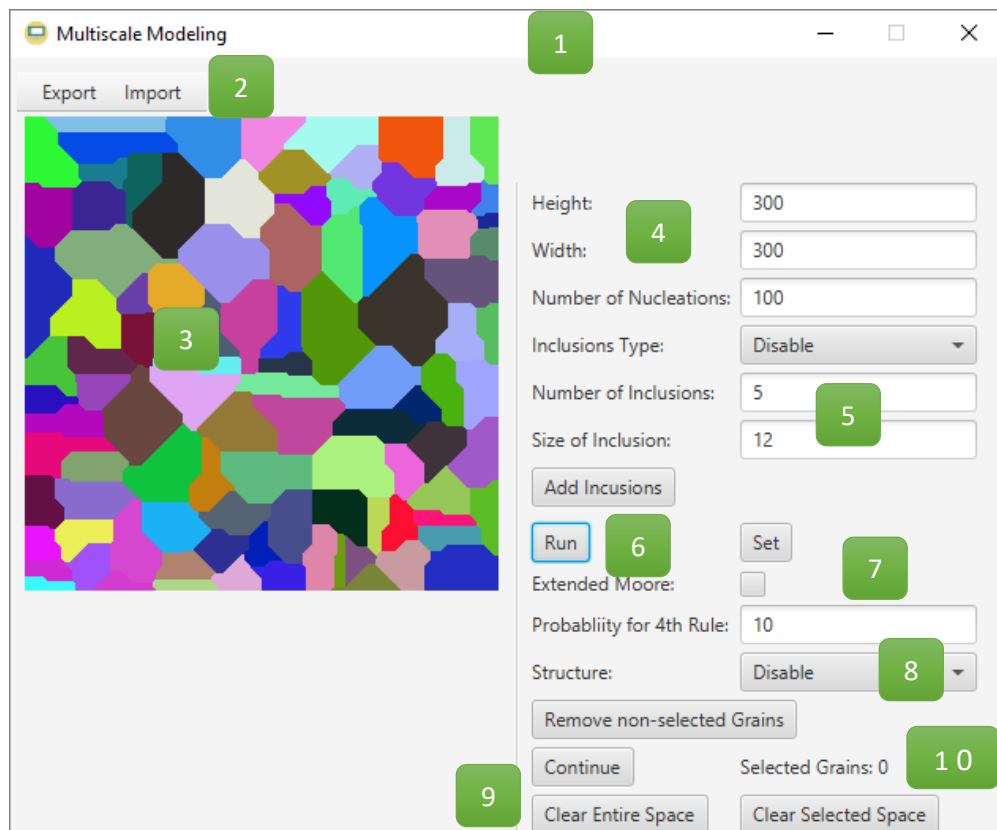 Multiscale Modeling
1
Export Import
2
3
Height: 300
4
Width: 300
Number of Nucleations: 100
Inclusions Type: Disable
Number of Inclusions: 5
5
Size of Inclusion: 12
Add Incusions
Run Set
6
7
Extended Moore:
Probabliity for 4th Rule: 10
Structure: Disable
8
Remove non-selected Grains
Continue Selected Grains: 0
1 0
9
Clear Entire Space Clear Selected Space